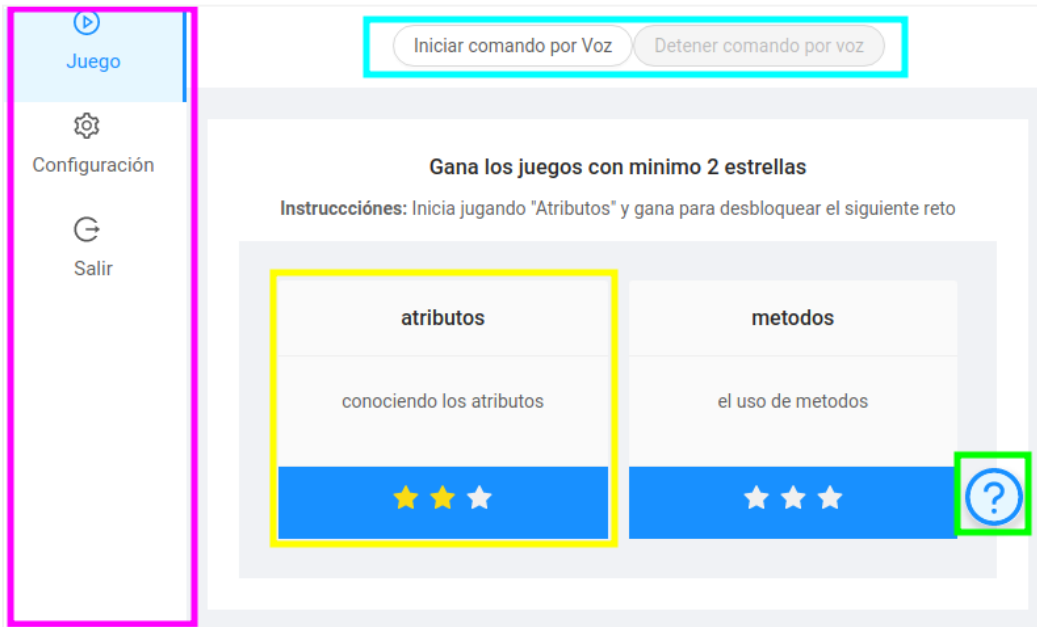 Juego
Configuración
Salir
Iniciar comando por Voz
Detener comando por voz
Gana los juegos con minimo 2 estrellas
Instruccciónes: Inicia jugando "Atributos" y gana para desbloquear el siguiente reto
atributos
conociendo los atributos
metodos
el uso de metodos
?